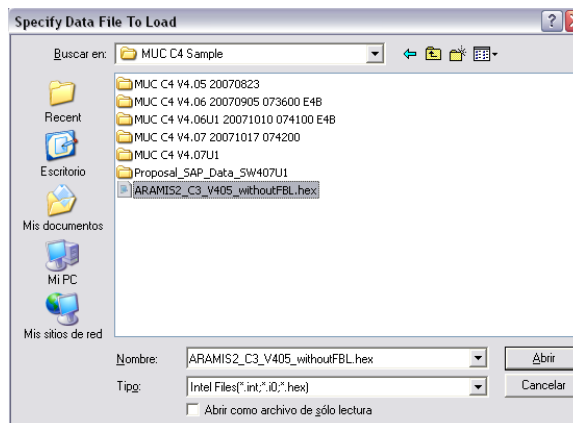 Specify Data File To Load
Buscar en: MUC C4 Sample
MUC C4 V4.05 20070823
MUC C4 V4.06 20070905 073600 E4B
MUC C4 V4.06U1 20071010 074100 E4B
MUC C4 V4.07 20071017 074200
MUC C4 V4.07U1
Proposal_SAP_Data_SW407U1
ARAMIS2_C3_V405_withoutFBL.hex
Recent
Escritorio
Mis documentos
Mi PC
Mis sitios de red
Nombre: ARAMIS2_C3_V405_withoutFBL.hex Abrir
Tipo: Intel Files(*.int;*.i0;*.hex) Cancelar
Abrir como archivo de sólo lectura